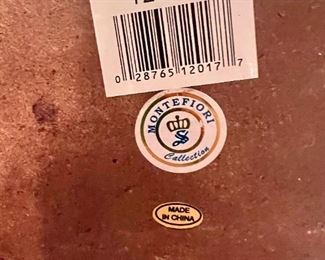 0 28765 12017 7
MONTEFIORI
S
Collection
MADE
IN CHINA